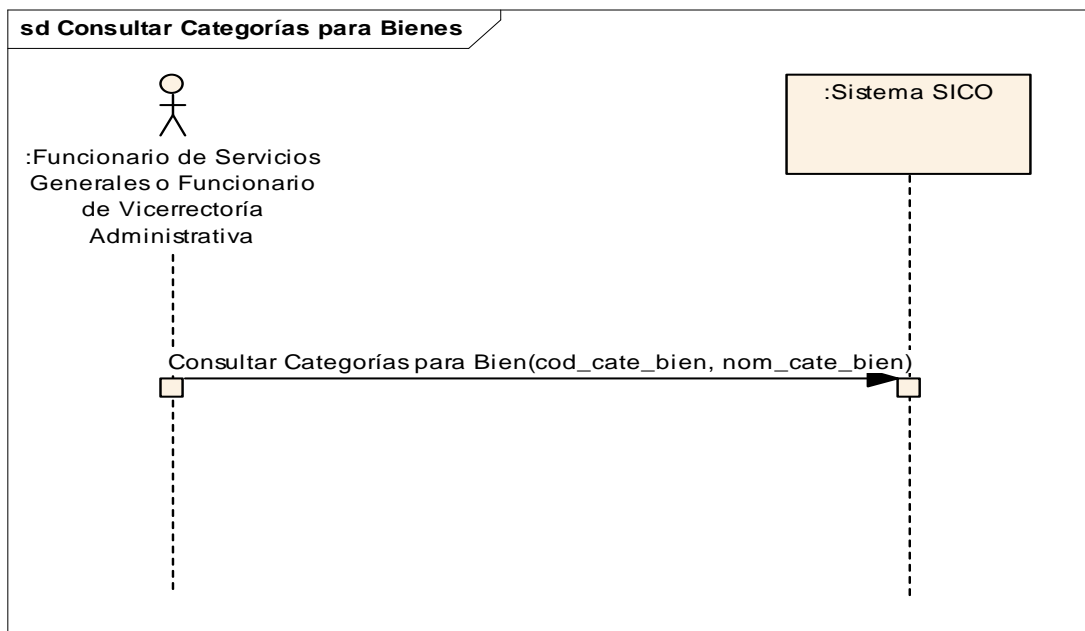 sd Consultar Categorías para Bienes
:Funcionario de Servicios
Generales o Funcionario
de Vicerrectoría
Administrativa
:Sistema SICO
Consultar Categorías para Bien(cod_cate_bien, nom_cate_bien)